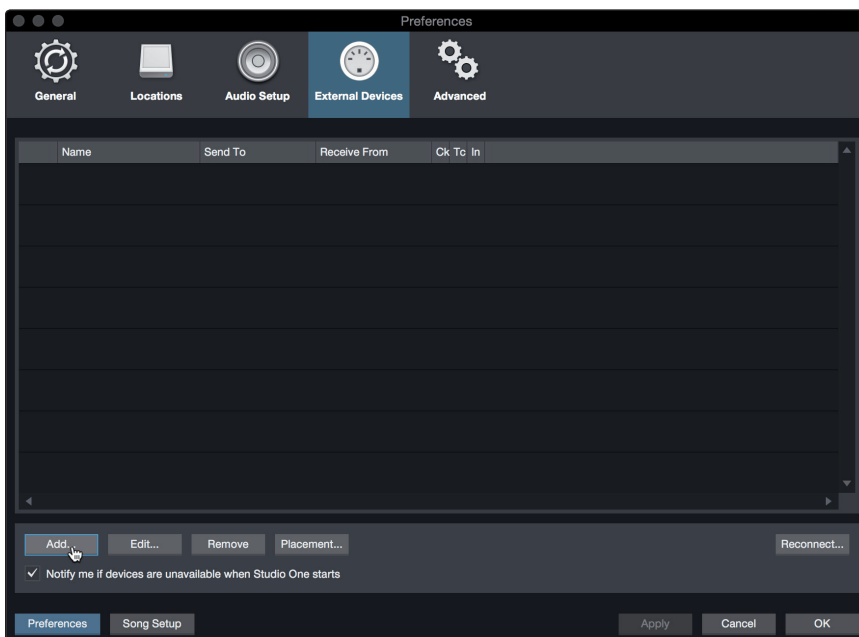 Preferences
General Locations Audio Setup External Devices Advanced
Name Send To Receive From Ck Tc In
Add... Edit... Remove Placement... Reconnect...
Notify me if devices are unavailable when Studio One starts
Preferences Song Setup Apply Cancel OK